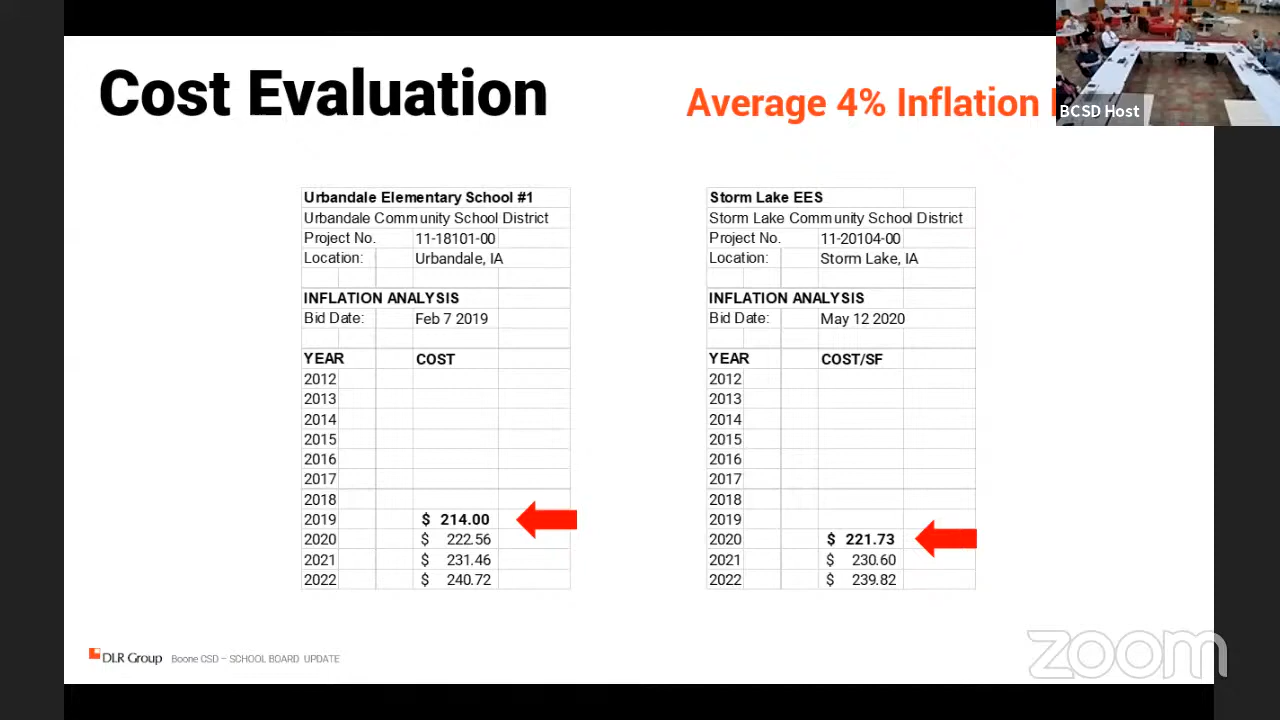 Cost Evaluation
Average 4% Inflation
BCSD Host
Urbandale Elementary School #1
Urbandale Community School District
Project No. 11-18101-00
Location: Urbandale, IA
INFLATION ANALYSIS
Bid Date: Feb 7 2019
YEAR COST
2012
2013
2014
2015
2016
2017
2018
2019 $ 214.00
2020 $ 222.56
2021 $ 231.46
2022 $ 240.72
Storm Lake EES
Storm Lake Community School District
Project No. 11-20104-00
Location: Storm Lake, IA
INFLATION ANALYSIS
Bid Date: May 12 2020
YEAR COST/SF
2012
2013
2014
2015
2016
2017
2018
2019
2020 $ 221.73
2021 $ 230.60
2022 $ 239.82
DLR Group Boone CSD – SCHOOL BOARD UPDATE
zoom